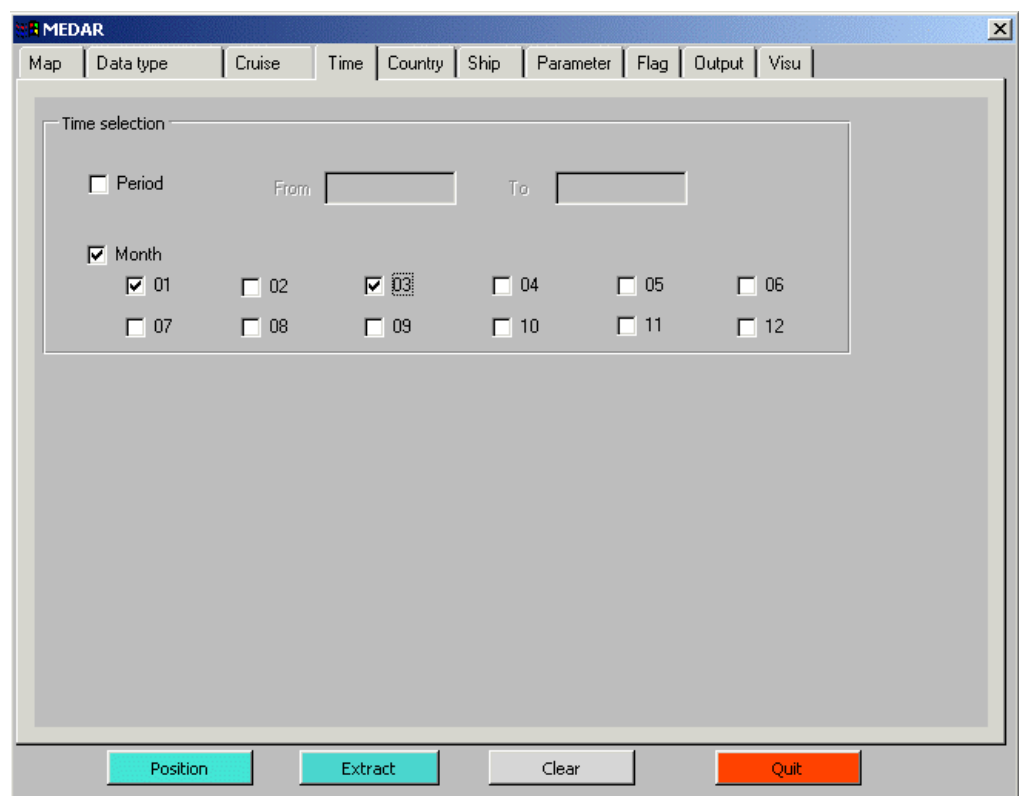 MEDAR
Map Data type Cruise Time Country Ship Parameter Flag Output Visu
Time selection
Period From To
Month
01 02 03 04 05 06
07 08 09 10 11 12
Position Extract Clear Quit